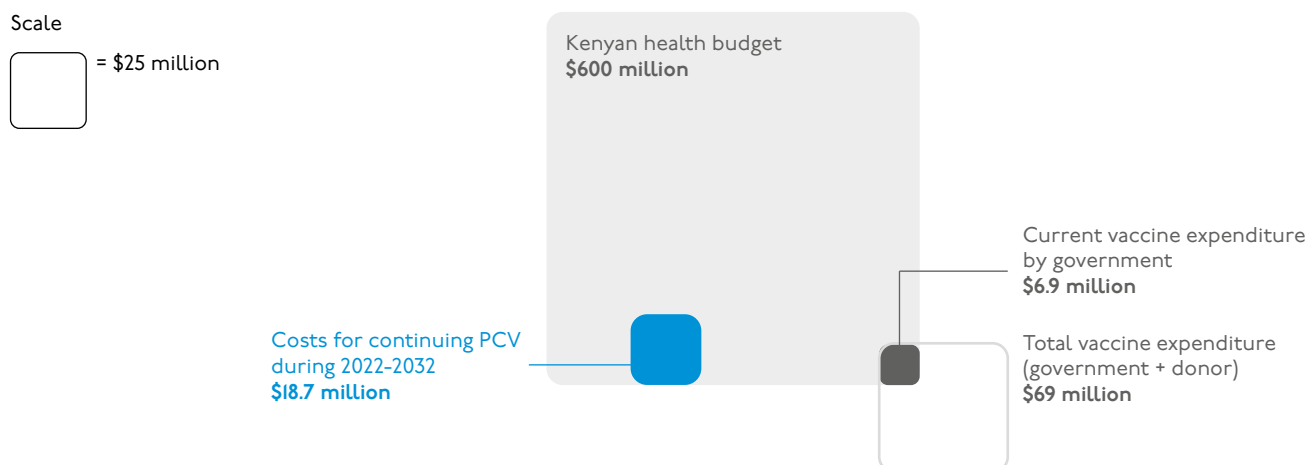 Scale
= $25 million
Kenyan health budget
$600 million
Current vaccine expenditure
by government
$6.9 million
Costs for continuing PCV
during 2022-2032
$18.7 million
Total vaccine expenditure
(government + donor)
$69 million